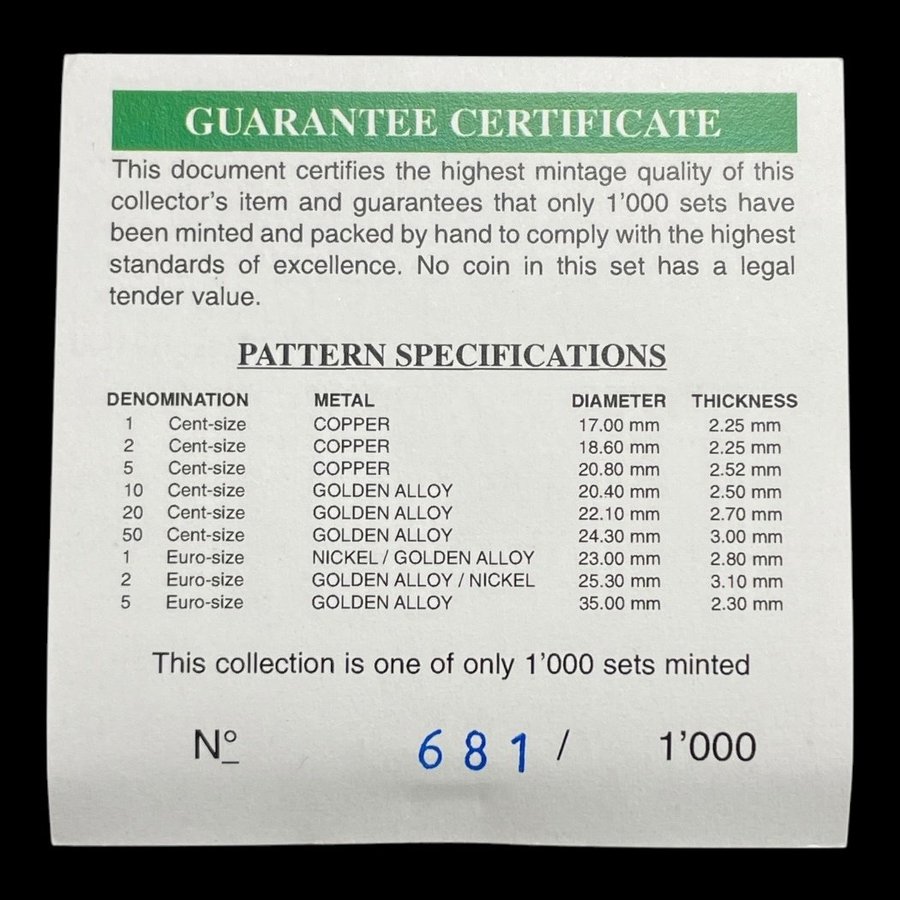 GUARANTEE CERTIFICATE
This document certifies the highest mintage quality of this
collector's item and guarantees that only 1'000 sets have
been minted and packed by hand to comply with the highest
standards of excellence. No coin in this set has a legal
tender value.
PATTERN SPECIFICATIONS
DENOMINATION METAL DIAMETER THICKNESS
1 Cent-size COPPER 17.00 mm 2.25 mm
2 Cent-size COPPER 18.60 mm 2.25 mm
5 Cent-size COPPER 20.80 mm 2.52 mm
10 Cent-size GOLDEN ALLOY 20.40 mm 2.50 mm
20 Cent-size GOLDEN ALLOY 22.10 mm 2.70 mm
50 Cent-size GOLDEN ALLOY 24.30 mm 3.00 mm
1 Euro-size NICKEL / GOLDEN ALLOY 23.00 mm 2.80 mm
2 Euro-size GOLDEN ALLOY / NICKEL 25.30 mm 3.10 mm
5 Euro-size GOLDEN ALLOY 35.00 mm 2.30 mm
This collection is one of only 1'000 sets minted
Nº 681 / 1'000